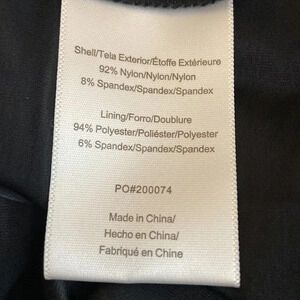 Shell/Tela Exterior/Étoffe Extérieure
92% Nylon/Nylon/Nylon
8% Spandex/Spandex/Spandex
Lining/Forro/Doublure
94% Polyester/Poliéster/Polyester
6% Spandex/Spandex/Spandex
PO#200074
Made in China/
Hecho en China/
Fabriqué en Chine